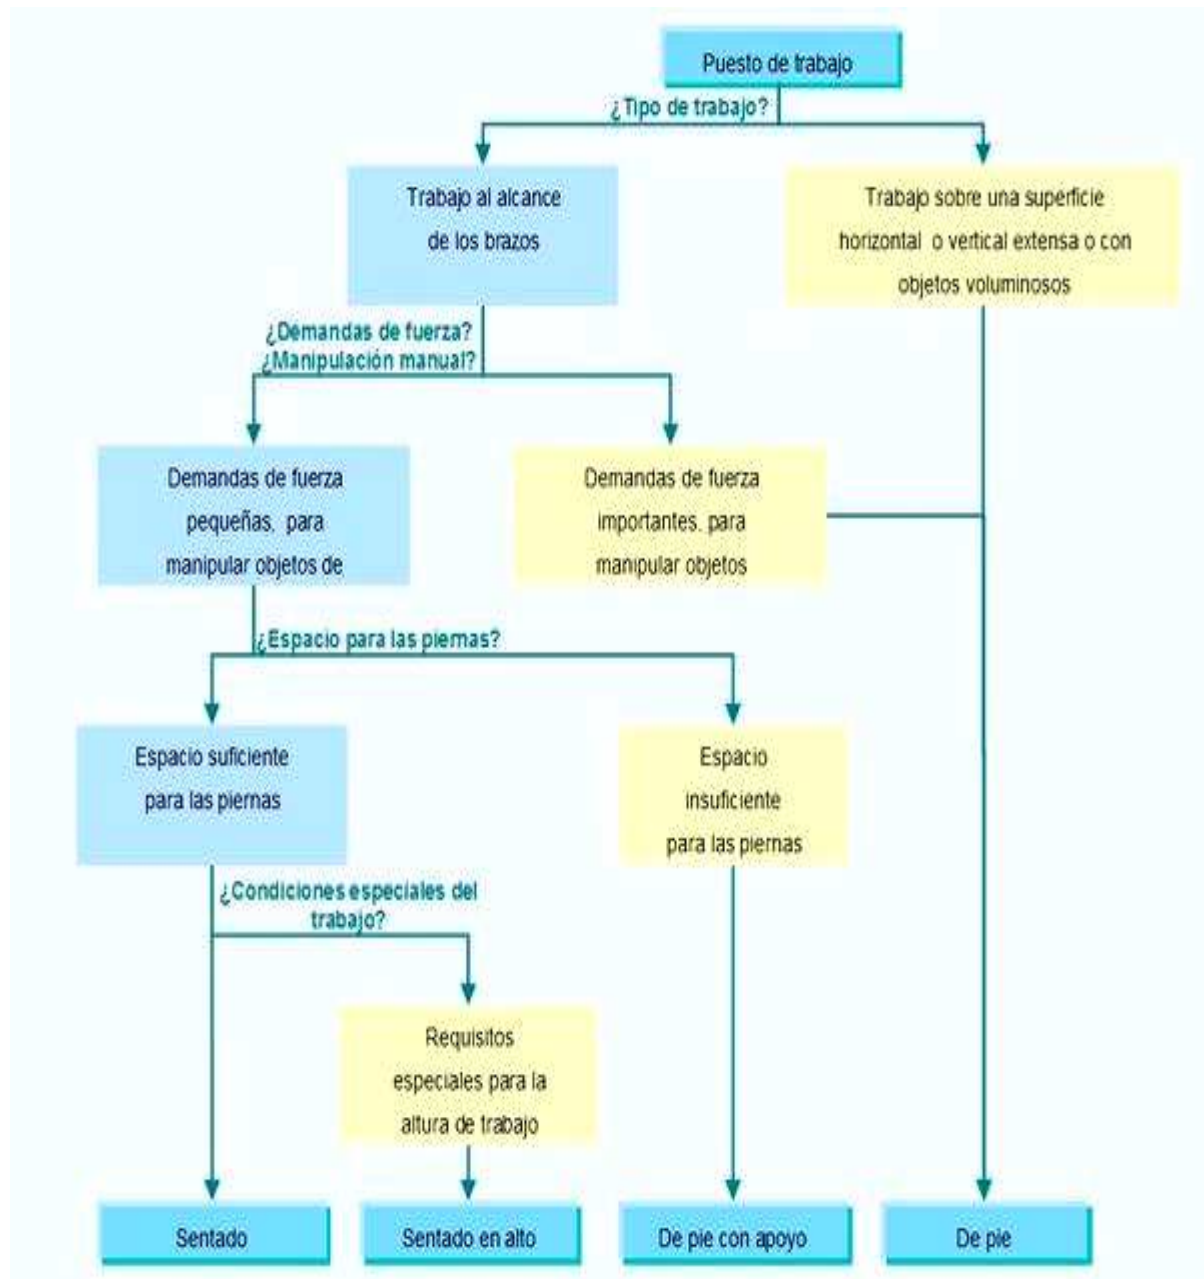 Puesto de trabajo
¿Tipo de trabajo?
Trabajo al alcance
de los brazos
Trabajo sobre una superficie
horizontal o vertical extensa o con
objetos voluminosos
¿Demandas de fuerza?
¿Manipulación manual?
Demandas de fuerza
pequeñas, para
manipular objetos de
Demandas de fuerza
importantes, para
manipular objetos
¿Espacio para las piernas?
Espacio suficiente
para las piernas
Espacio
insuficiente
para las piernas
¿Condiciones especiales del
trabajo?
Requisitos
especiales para la
altura de trabajo
Sentado
Sentado en alto
De pie con apoyo
De pie